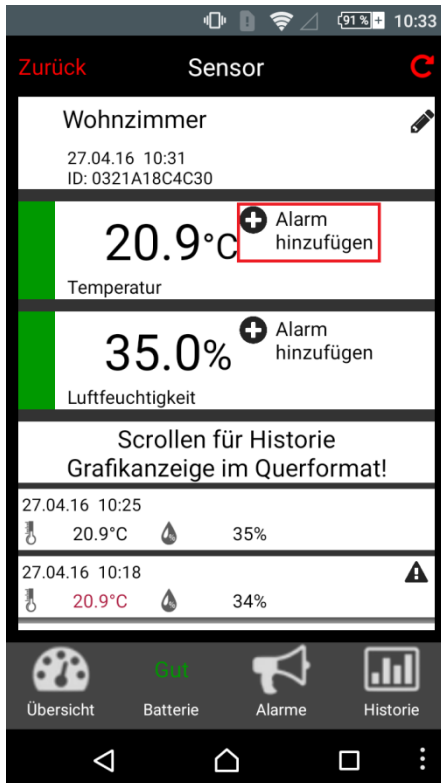 91 % + 10:33
Zurück Sensor
Wohnzimmer
27.04.16 10:31
ID: 0321A18C4C30
20.9°C
Alarm
hinzufügen
Temperatur
35.0%
Alarm
hinzufügen
Luftfeuchtigkeit
Scrollen für Historie
Grafikanzeige im Querformat!
27.04.16 10:25
20.9°C 35%
27.04.16 10:18
20.9°C 34%
Gut
Übersicht Batterie Alarme Historie